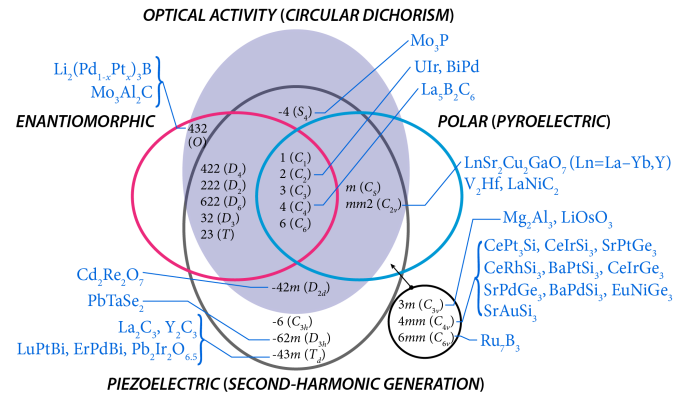 OPTICAL ACTIVITY (CIRCULAR DICHORISM)
Mo₃P
UIr, BiPd
La₅B₂C₆
Li₂(Pd₁₋ₓPtₓ)₃B
Mo₃Al₂C
ENANTIOMORPHIC
POLAR (PYROELECTRIC)
-4 (S₄)
432
(O)
422 (D₄)
222 (D₂)
622 (D₆)
32 (D₃)
23 (T)
1 (C₁)
2 (C₂)
3 (C₃)
4 (C₄)
6 (C₆)
m (Cₛ)
mm2 (C₂ᵥ)
LnSr₂Cu₂GaO₇ (Ln=La–Yb,Y)
V₂Hf, LaNiC₂
Mg₂Al₃, LiOsO₃
CePt₃Si, CeIrSi₃, SrPtGe₃
CeRhSi₃, BaPtSi₃, CeIrGe₃
SrPdGe₃, BaPdSi₃, EuNiGe₃
SrAuSi₃
Cd₂Re₂O₇
-42m (D₂d)
PbTaSe₂
3m (C₃ᵥ)
4mm (C₄ᵥ)
6mm (C₆ᵥ)
Ru₇B₃
La₂C₃, Y₂C₃
LuPtBi, ErPdBi, Pb₂Ir₂O₆.₅
-6 (C₃ₕ)
-62m (D₃ₕ)
-43m (Td)
PIEZOELECTRIC (SECOND-HARMONIC GENERATION)